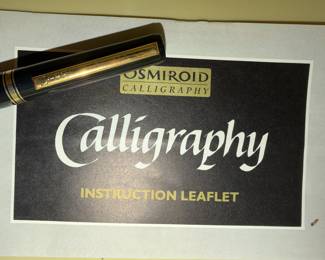 OSMIROID
CALLIGRAPHY
Calligraphy
INSTRUCTION LEAFLET